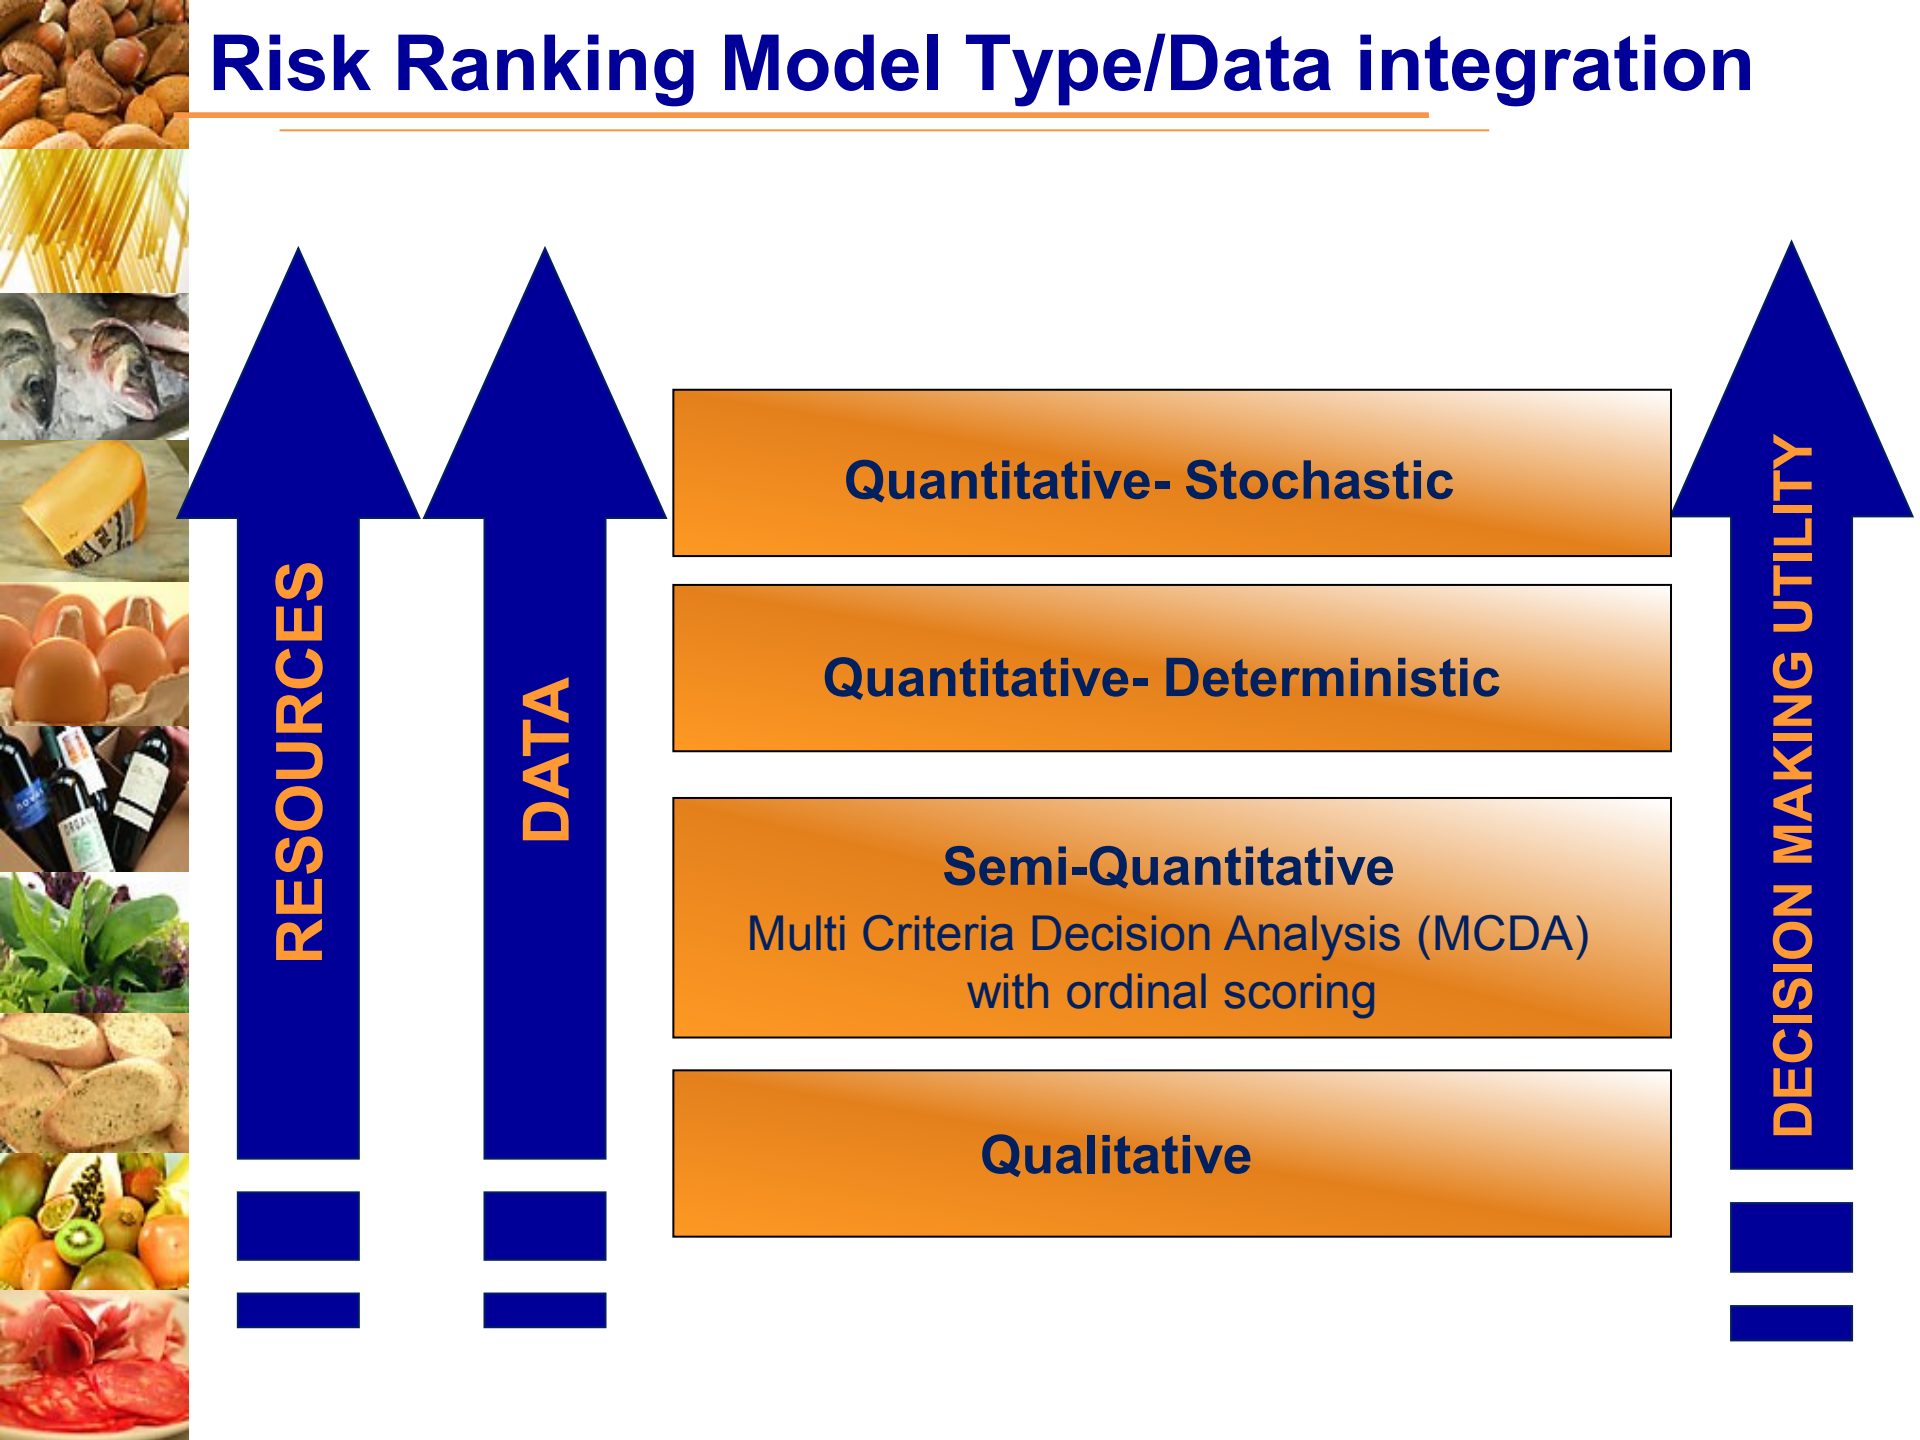 Risk Ranking Model Type/Data integration
RESOURCES
DATA
Quantitative- Stochastic
Quantitative- Deterministic
Semi-Quantitative
Multi Criteria Decision Analysis (MCDA)
with ordinal scoring
Qualitative
DECISION MAKING UTILITY